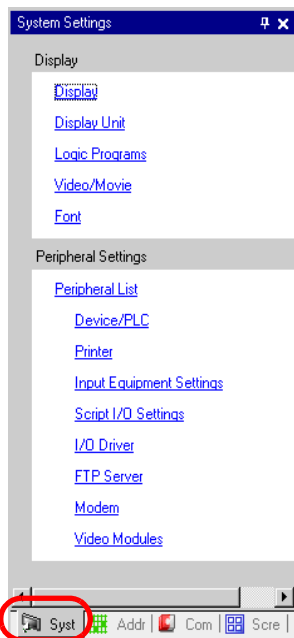 System Settings
Display
Display
Display Unit
Logic Programs
Video/Movie
Font
Peripheral Settings
Peripheral List
Device/PLC
Printer
Input Equipment Settings
Script I/O Settings
I/O Driver
FTP Server
Modem
Video Modules
Syst Addr Com Scre